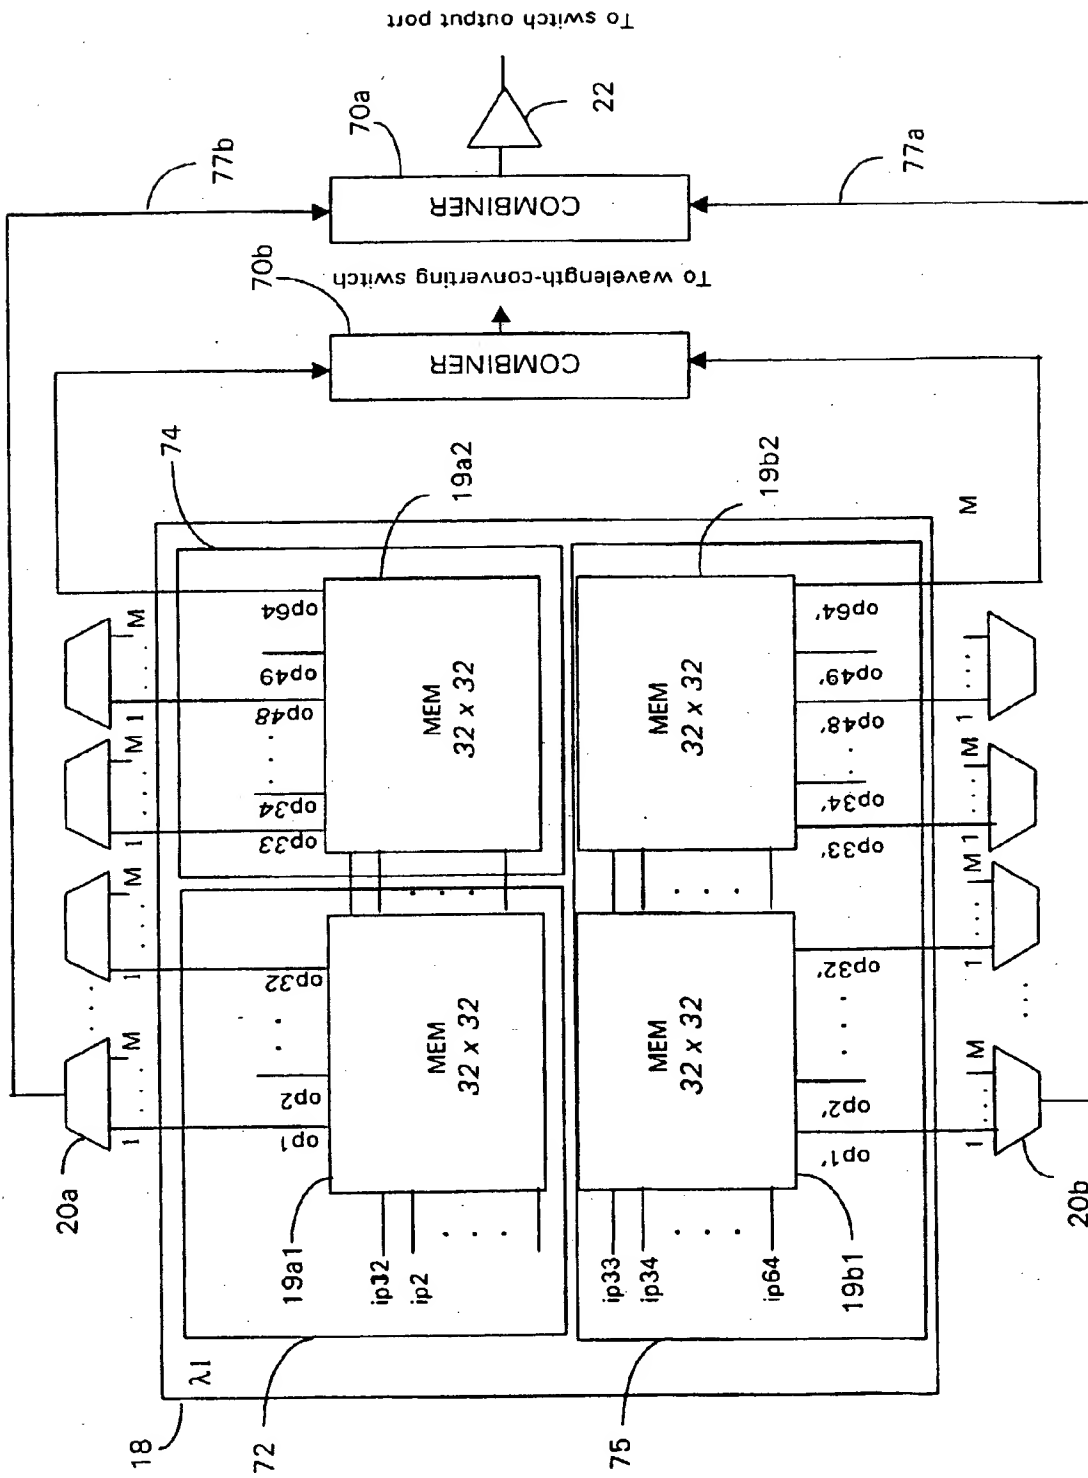 To switch output port
22
70a
77b
COMBINER
77a
To wavelength-converting switch
70b
COMBINER
74
19a2
19b2
M
M
M
M
M
1
1
1
1
op64
op49
op48
op34
op33
op32
op2
op1
MEM
32 x 32
MEM
32 x 32
MEM
32 x 32
MEM
32 x 32
op64'
op49'
op48'
op34'
op33'
op32'
op2'
op1'
M
M
M
M
1
1
1
1
20a
20b
19a1
19b1
ip32
ip2
ip33
ip34
ip64
λ1
18
72
75